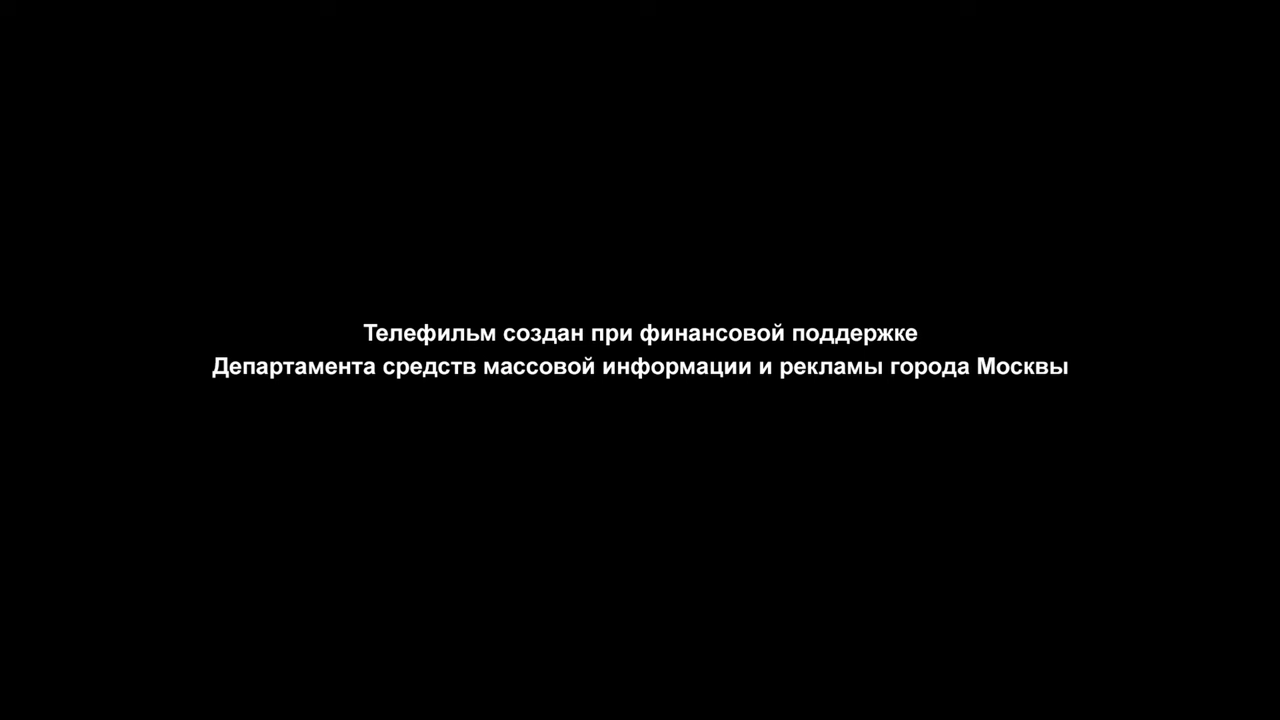 Телефильм создан при финансовой поддержке
Департамента средств массовой информации и рекламы города Москвы